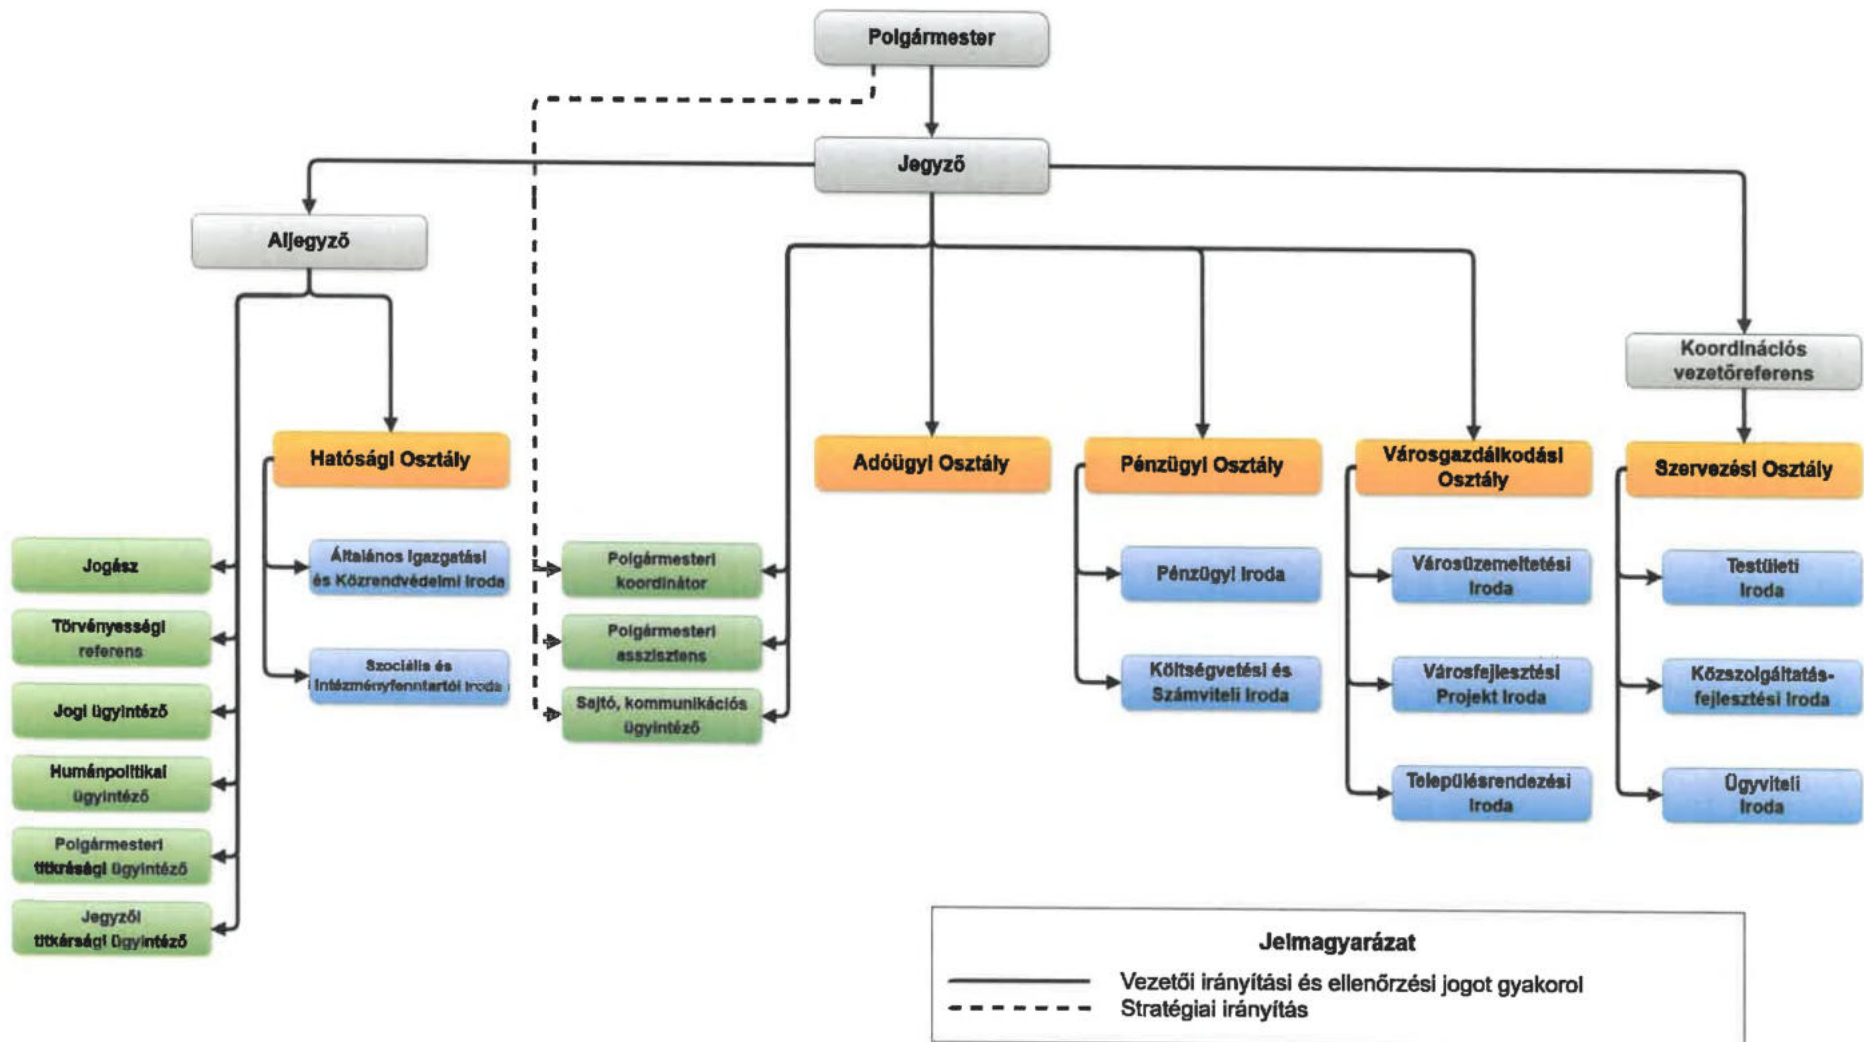 Polgármester
Jegyző
Aljegyző
Koordinációs
vezetőreferens
Hatósági Osztály
Adóügyi Osztály
Pénzügyi Osztály
Városgazdálkodási
Osztály
Szervezési Osztály
Jogász
Törvényességi
referens
Jogi ügyintéző
Humánpolitikai
ügyintéző
Polgármesteri
titkrásági ügyintéző
Jegyzői
titkársági ügyintéző
Általános Igazgatási
és Közrendvédelmi Iroda
Szociális és
Intézményfenntartói Iroda
Polgármesteri
koordinátor
Polgármesteri
asszisztens
Sajtó, kommunikációs
ügyintéző
Pénzügyi Iroda
Költségvetési és
Számviteli Iroda
Városüzemeltetési
Iroda
Városfejlesztési
Projekt Iroda
Településrendezési
Iroda
Testületi
Iroda
Közszolgáltatás-
fejlesztési Iroda
Ügyviteli
Iroda
Jelmagyarázat
Vezetői irányítási és ellenőrzési jogot gyakorol
Stratégiai irányítás